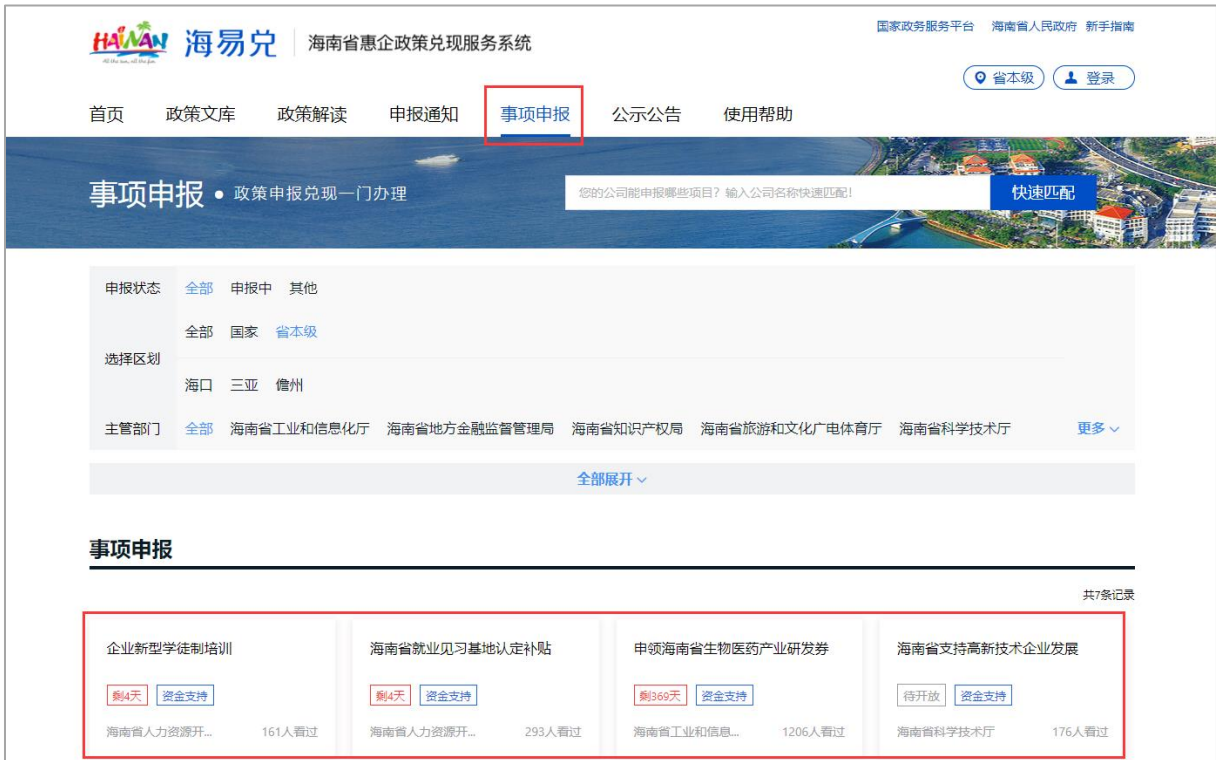 国家政务服务平台 海南省人民政府 新手指南
HAINAN 海易兑 海南省惠企政策兑现服务系统
省本级 登录
首页 政策文库 政策解读 申报通知 事项申报 公示公告 使用帮助
事项申报 • 政策申报兑现一门办理 您的公司能申报哪些项目？输入公司名称快速匹配! 快速匹配
申报状态 全部 申报中 其他
全部 国家 省本级
选择区划
海口 三亚 儋州
主管部门 全部 海南省工业和信息化厅 海南省地方金融监督管理局 海南省知识产权局 海南省旅游和文化广电体育厅 海南省科学技术厅 更多
全部展开
事项申报
共7条记录
企业新型学徒制培训 海南省就业见习基地认定补贴 申领海南省生物医药产业研发券 海南省支持高新技术企业发展
剩4天 资金支持 剩4天 资金支持 剩369天 资金支持 待开放 资金支持
海南省人力资源开... 161人看过 海南省人力资源开... 293人看过 海南省工业和信息... 1206人看过 海南省科学技术厅 176人看过